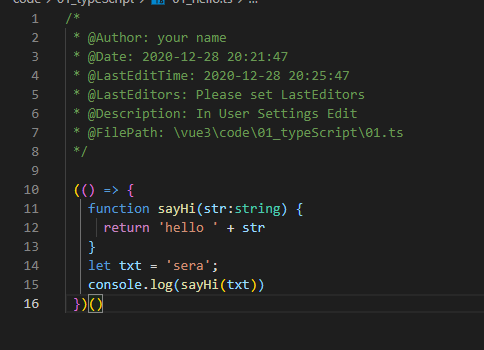 code > 01_typeScript > 01_hello.ts > ...
1 /*
2 * @Author: your name
3 * @Date: 2020-12-28 20:21:47
4 * @LastEditTime: 2020-12-28 20:25:47
5 * @LastEditors: Please set LastEditors
6 * @Description: In User Settings Edit
7 * @FilePath: \vue3\code\01_typeScript\01.ts
8 */
9
10 (() => {
11 function sayHi(str:string) {
12 return 'hello ' + str
13 }
14 let txt = 'sera';
15 console.log(sayHi(txt))
16 })()